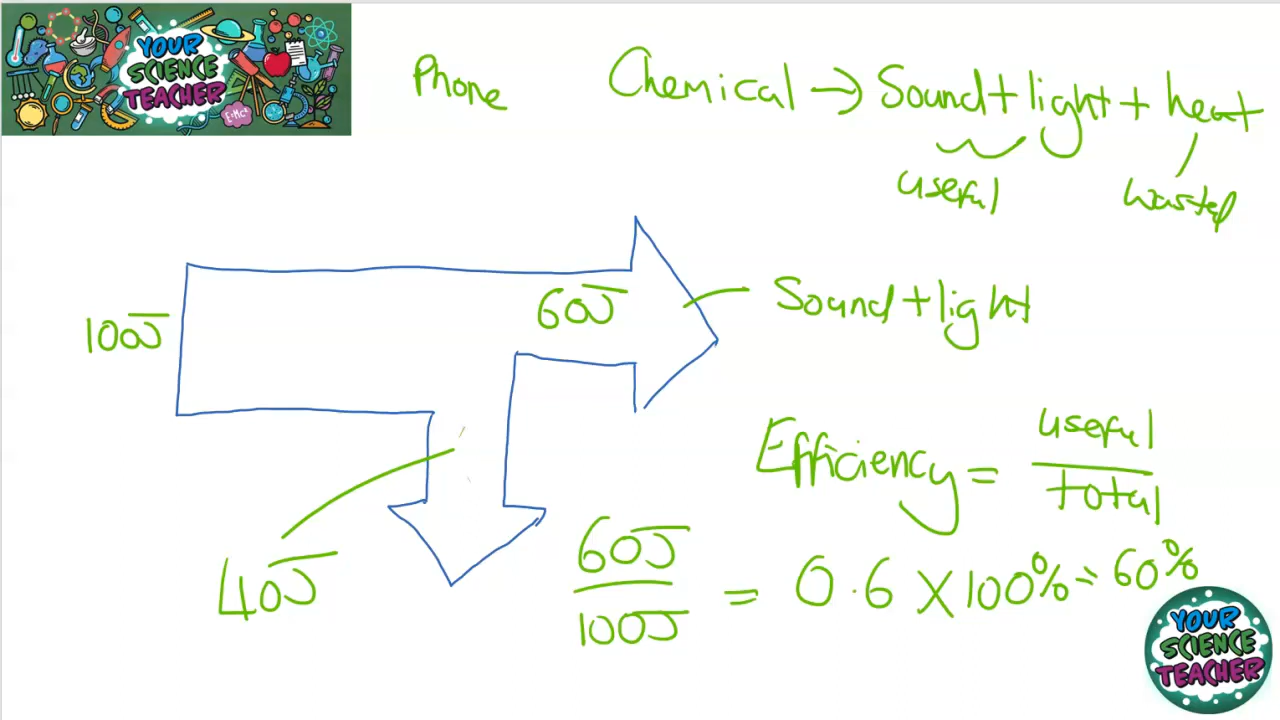 YOUR
SCIENCE
TEACHER
E=MC²
Phone
Chemical → Sound + light + heat
useful
wasted
100J
60J
Sound + light
40J
Efficiency = useful / total
60J / 100J = 0.6 × 100% = 60%
YOUR
SCIENCE
TEACHER